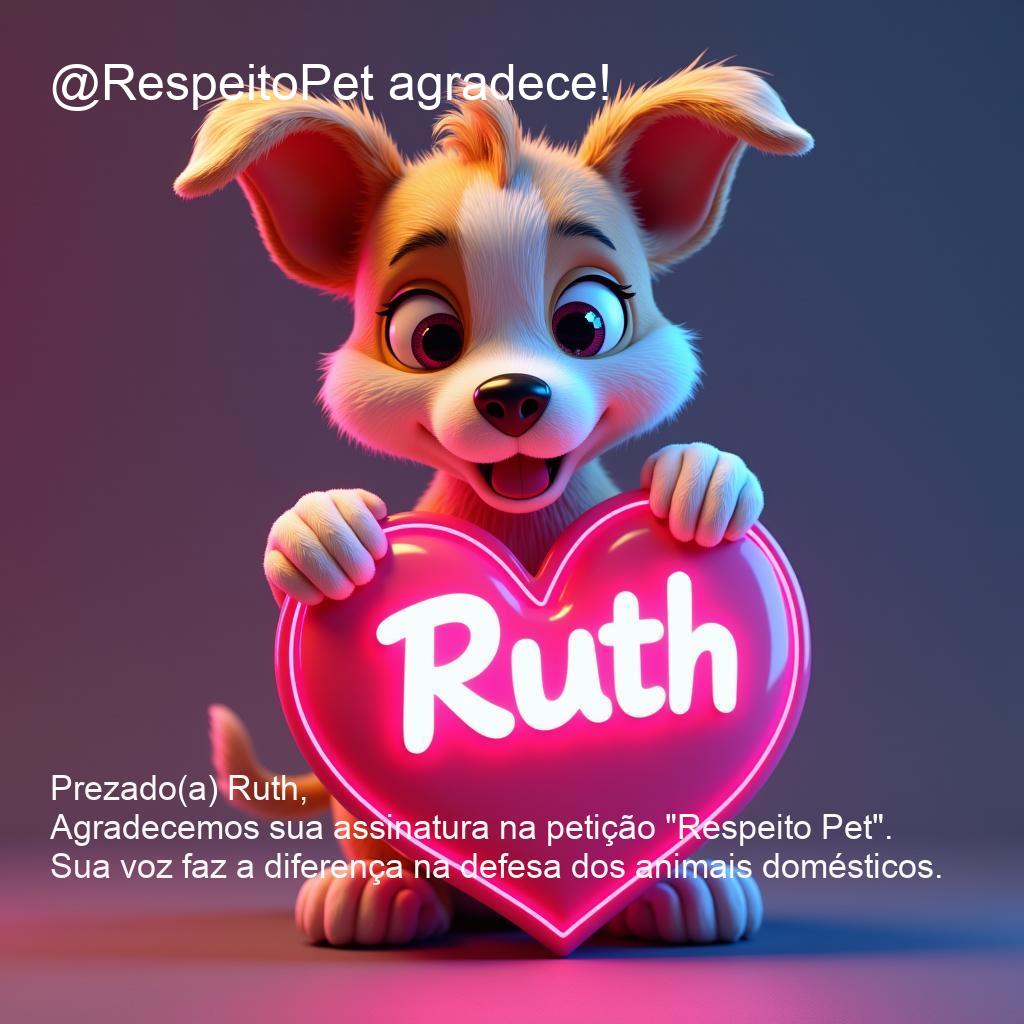 @RespeitoPet agradece!
Ruth
Prezado(a) Ruth,
Agradecemos sua assinatura na petição "Respeito Pet".
Sua voz faz a diferença na defesa dos animais domésticos.